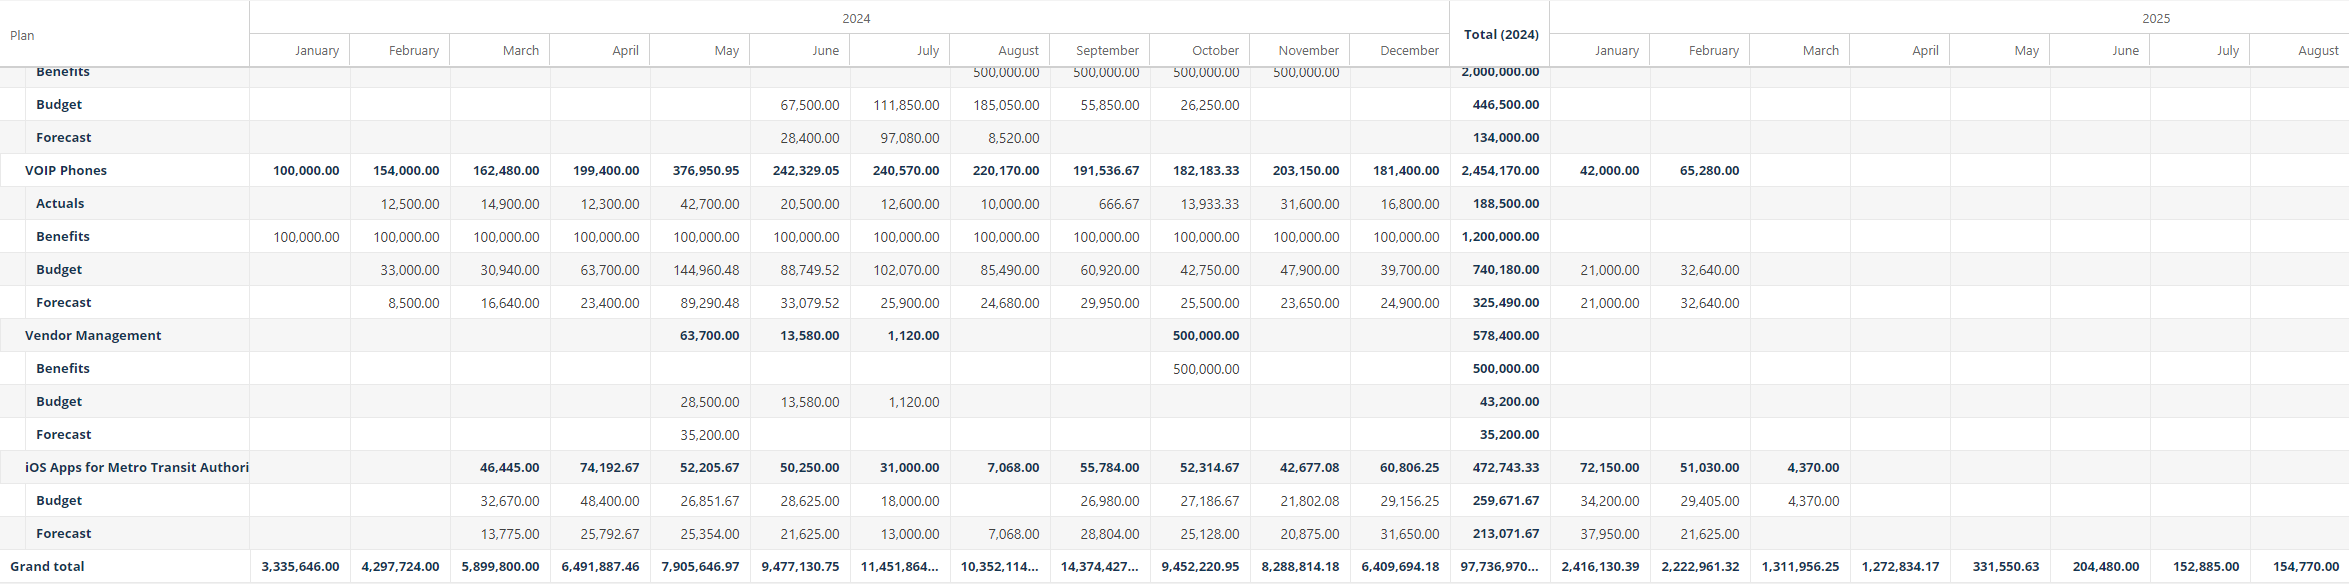 2024 2025
Plan Total (2024)
January February March April May June July August September October November December January February March April May June July August
Benefits 500,000.00 500,000.00 500,000.00 500,000.00 2,000,000.00
Budget 67,500.00 111,850.00 185,050.00 55,850.00 26,250.00 446,500.00
Forecast 28,400.00 97,080.00 8,520.00 134,000.00
VOIP Phones 100,000.00 154,000.00 162,480.00 199,400.00 376,950.95 242,329.05 240,570.00 220,170.00 191,536.67 182,183.33 203,150.00 181,400.00 2,454,170.00 42,000.00 65,280.00
Actuals 12,500.00 14,900.00 12,300.00 42,700.00 20,500.00 12,600.00 10,000.00 666.67 13,933.33 31,600.00 16,800.00 188,500.00
Benefits 100,000.00 100,000.00 100,000.00 100,000.00 100,000.00 100,000.00 100,000.00 100,000.00 100,000.00 100,000.00 100,000.00 100,000.00 1,200,000.00
Budget 33,000.00 30,940.00 63,700.00 144,960.48 88,749.52 102,070.00 85,490.00 60,920.00 42,750.00 47,900.00 39,700.00 740,180.00 21,000.00 32,640.00
Forecast 8,500.00 16,640.00 23,400.00 89,290.48 33,079.52 25,900.00 24,680.00 29,950.00 25,500.00 23,650.00 24,900.00 325,490.00 21,000.00 32,640.00
Vendor Management 63,700.00 13,580.00 1,120.00 500,000.00 578,400.00
Benefits 500,000.00 500,000.00
Budget 28,500.00 13,580.00 1,120.00 43,200.00
Forecast 35,200.00 35,200.00
iOS Apps for Metro Transit Authori 46,445.00 74,192.67 52,205.67 50,250.00 31,000.00 7,068.00 55,784.00 52,314.67 42,677.08 60,806.25 472,743.33 72,150.00 51,030.00 4,370.00
Budget 32,670.00 48,400.00 26,851.67 28,625.00 18,000.00 26,980.00 27,186.67 21,802.08 29,156.25 259,671.67 34,200.00 29,405.00 4,370.00
Forecast 13,775.00 25,792.67 25,354.00 21,625.00 13,000.00 7,068.00 28,804.00 25,128.00 20,875.00 31,650.00 213,071.67 37,950.00 21,625.00
Grand total 3,335,646.00 4,297,724.00 5,899,800.00 6,491,887.46 7,905,646.97 9,477,130.75 11,451,864... 10,352,114... 14,374,427... 9,452,220.95 8,288,814.18 6,409,694.18 97,736,970... 2,416,130.39 2,222,961.32 1,311,956.25 1,272,834.17 331,550.63 204,480.00 152,885.00 154,770.00